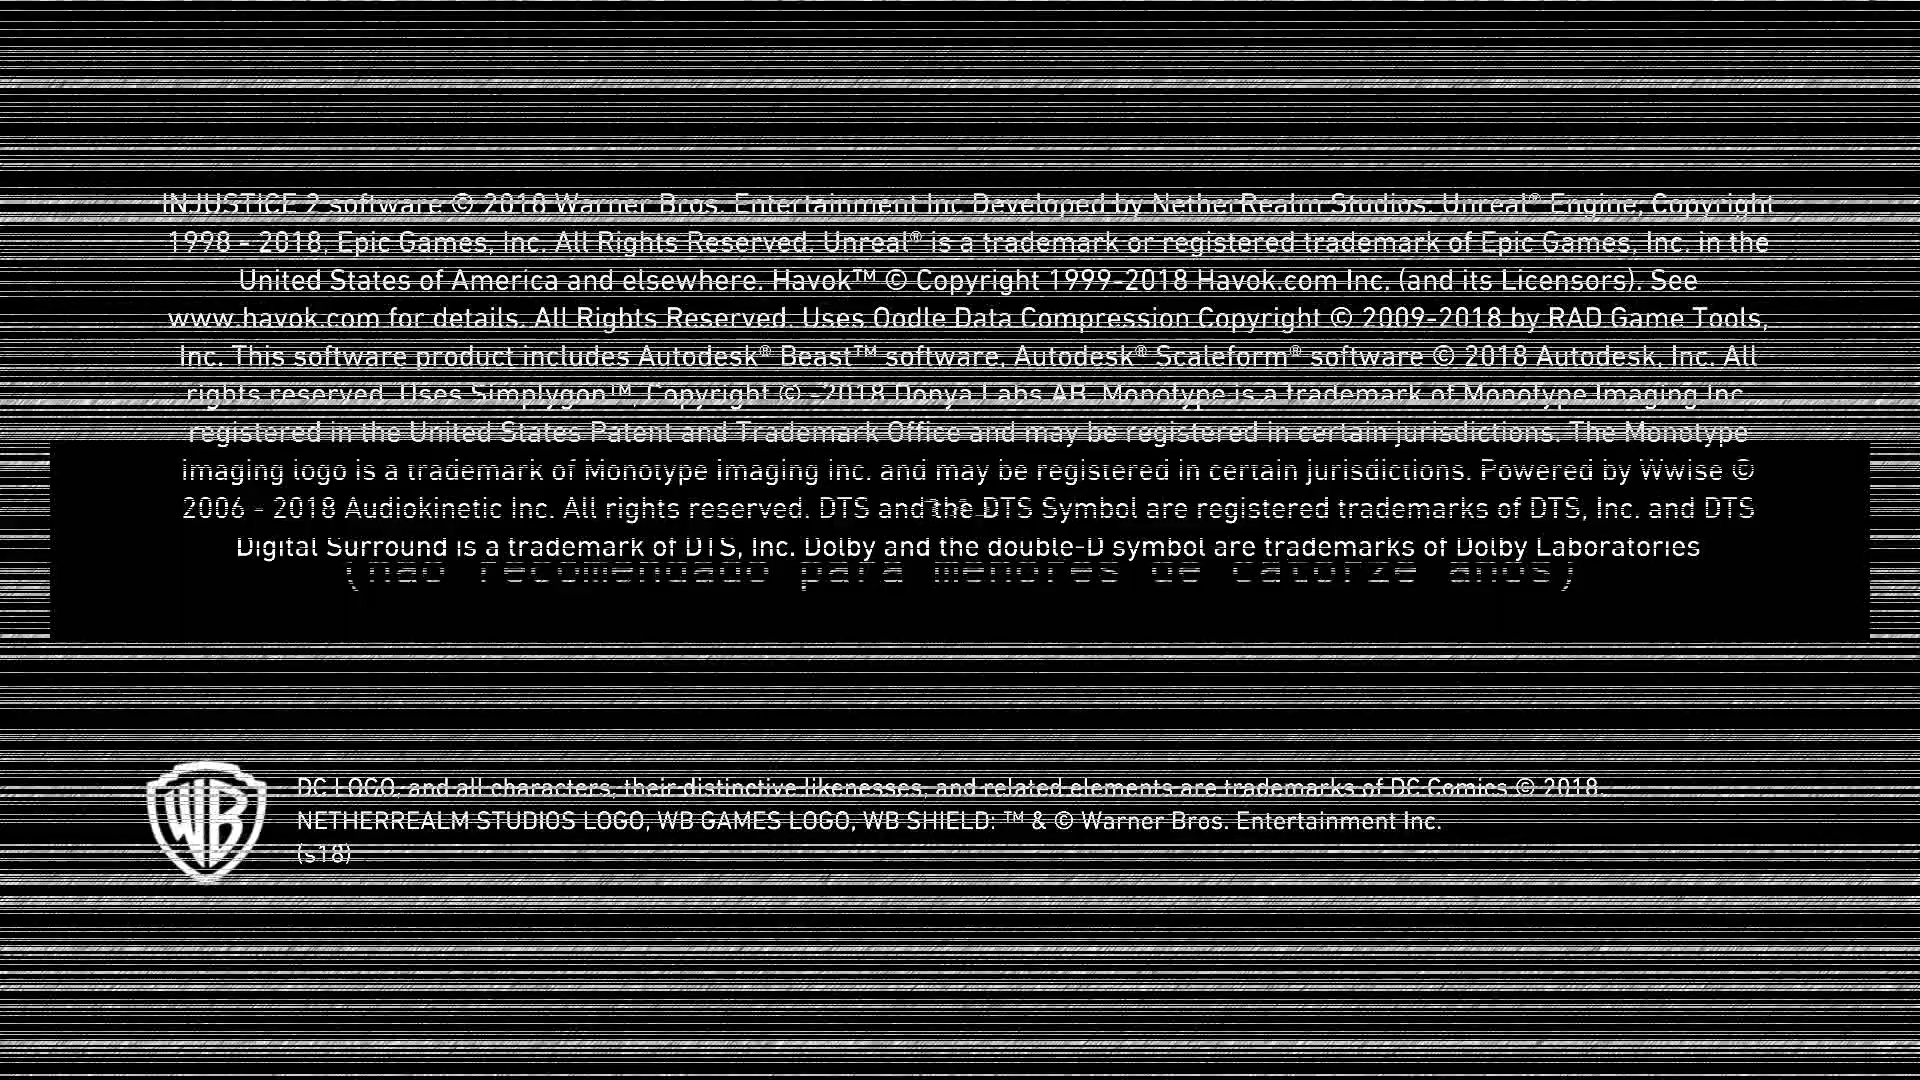 INJUSTICE 2 software © 2018 Warner Bros. Entertainment Inc. Developed by NetherRealm Studios. Unreal® Engine, Copyright
1998 - 2018, Epic Games, Inc. All Rights Reserved. Unreal® is a trademark or registered trademark of Epic Games, Inc. in the
United States of America and elsewhere. Havok™ © Copyright 1999-2018 Havok.com Inc. (and its Licensors). See
www.havok.com for details. All Rights Reserved. Uses Oodle Data Compression Copyright © 2009-2018 by RAD Game Tools,
Inc. This software product includes Autodesk® Beast™ software, Autodesk® Scaleform® software © 2018 Autodesk, Inc. All
rights reserved. Uses Simplygon™, Copyright © -2018 Donya Labs AB. Monotype is a trademark of Monotype Imaging Inc.
registered in the United States Patent and Trademark Office and may be registered in certain jurisdictions. The Monotype
imaging logo is a trademark of Monotype Imaging Inc. and may be registered in certain jurisdictions. Powered by Wwise ©
2006 - 2018 Audiokinetic Inc. All rights reserved. DTS and the DTS Symbol are registered trademarks of DTS, Inc. and DTS
Digital Surround is a trademark of DTS, Inc. Dolby and the double-D symbol are trademarks of Dolby Laboratories
(não recomendado para menores de catorze anos)
WB
DC LOGO, and all characters, their distinctive likenesses, and related elements are trademarks of DC Comics © 2018.
NETHERREALM STUDIOS LOGO, WB GAMES LOGO, WB SHIELD: ™ & © Warner Bros. Entertainment Inc.
(s18)